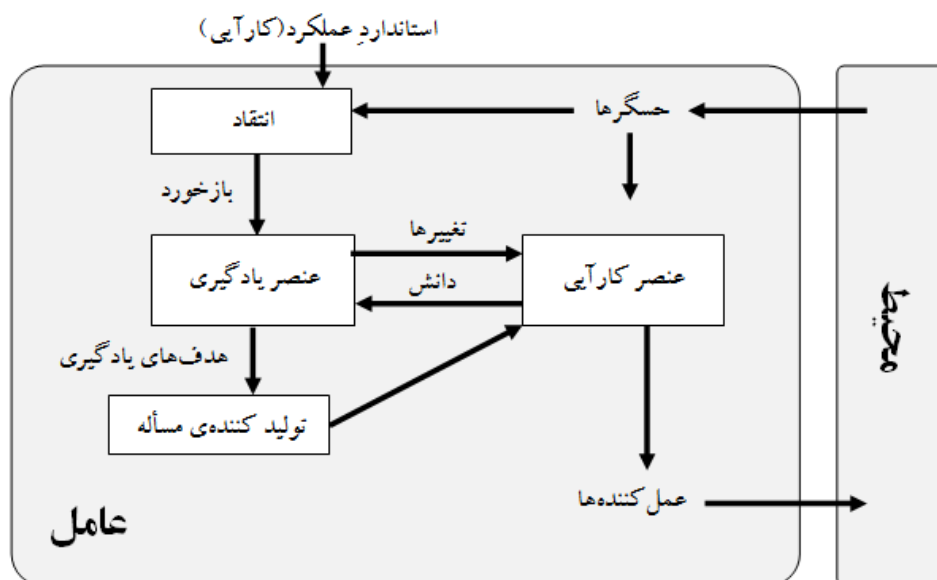 استانداردِ عملکرد(کارآیی)
حسگرها
انتقاد
بازخورد
تغییرها
عنصر کارآیی
عنصر یادگیری
دانش
محیط
هدف‌های یادگیری
تولید کننده‌ی مسأله
عمل‌کننده‌ها
عامل